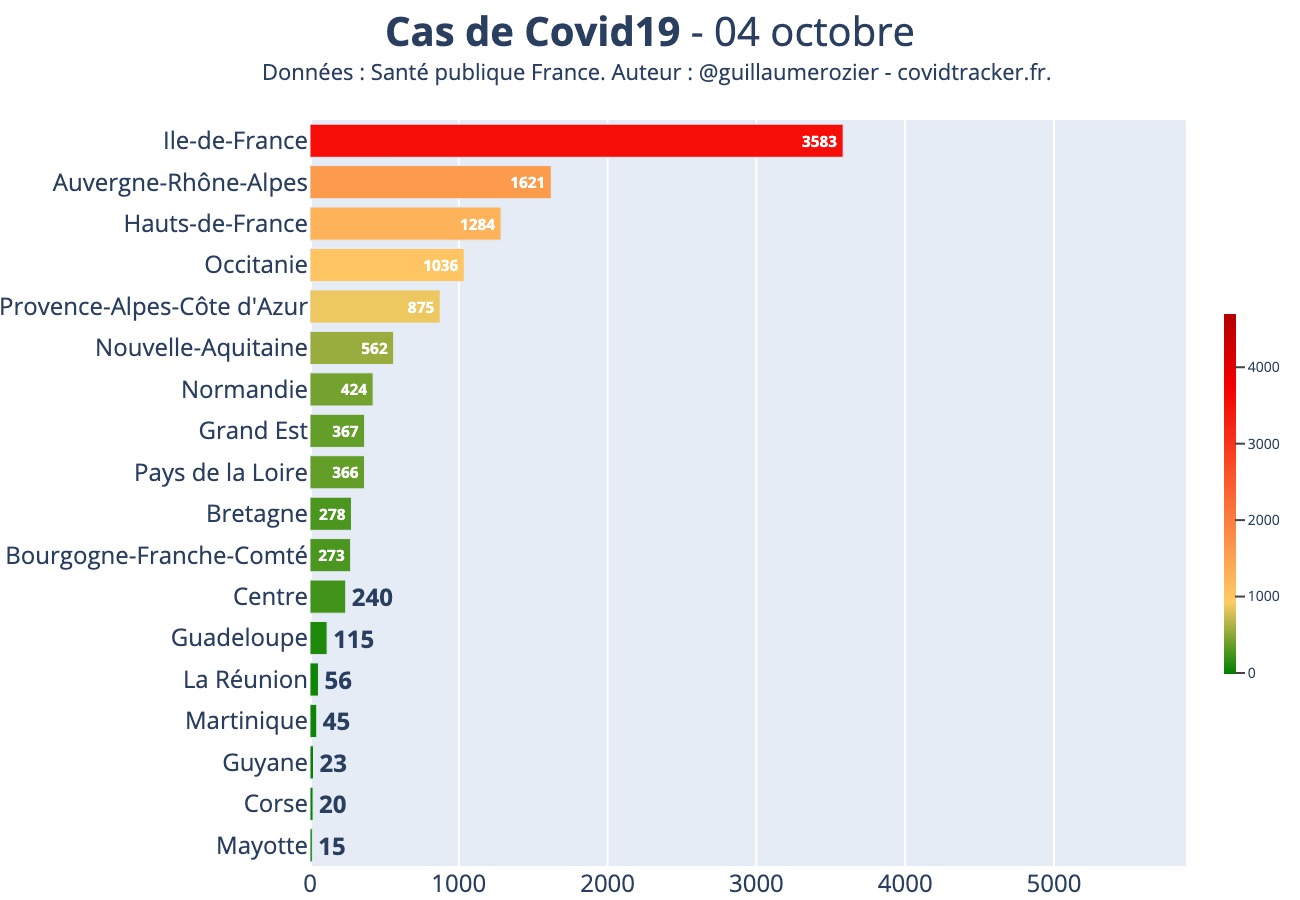 Cas de Covid19 - 04 octobre
Données : Santé publique France. Auteur : @guillaumerozier - covidtracker.fr.
Ile-de-France 3583
Auvergne-Rhône-Alpes 1621
Hauts-de-France 1284
Occitanie 1036
Provence-Alpes-Côte d'Azur 875
Nouvelle-Aquitaine 562
Normandie 424
Grand Est 367
Pays de la Loire 366
Bretagne 278
Bourgogne-Franche-Comté 273
Centre 240
Guadeloupe 115
La Réunion 56
Martinique 45
Guyane 23
Corse 20
Mayotte 15
0 1000 2000 3000 4000 5000
4000
3000
2000
1000
0